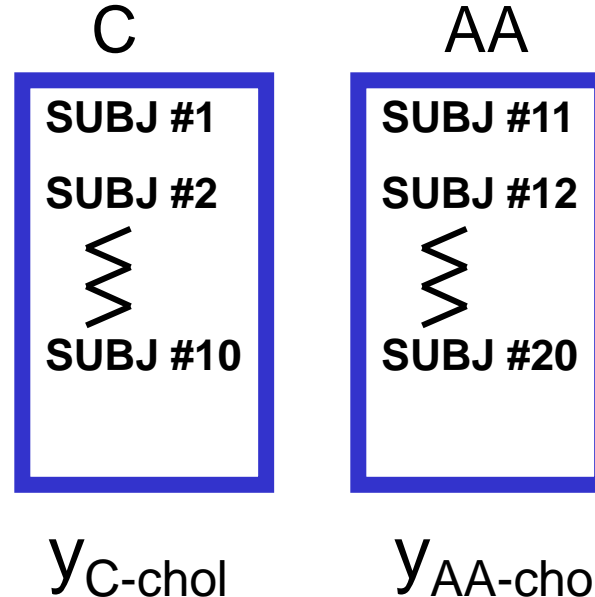 C
SUBJ #1
SUBJ #2
SUBJ #10
yC-chol
AA
SUBJ #11
SUBJ #12
SUBJ #20
yAA-cho